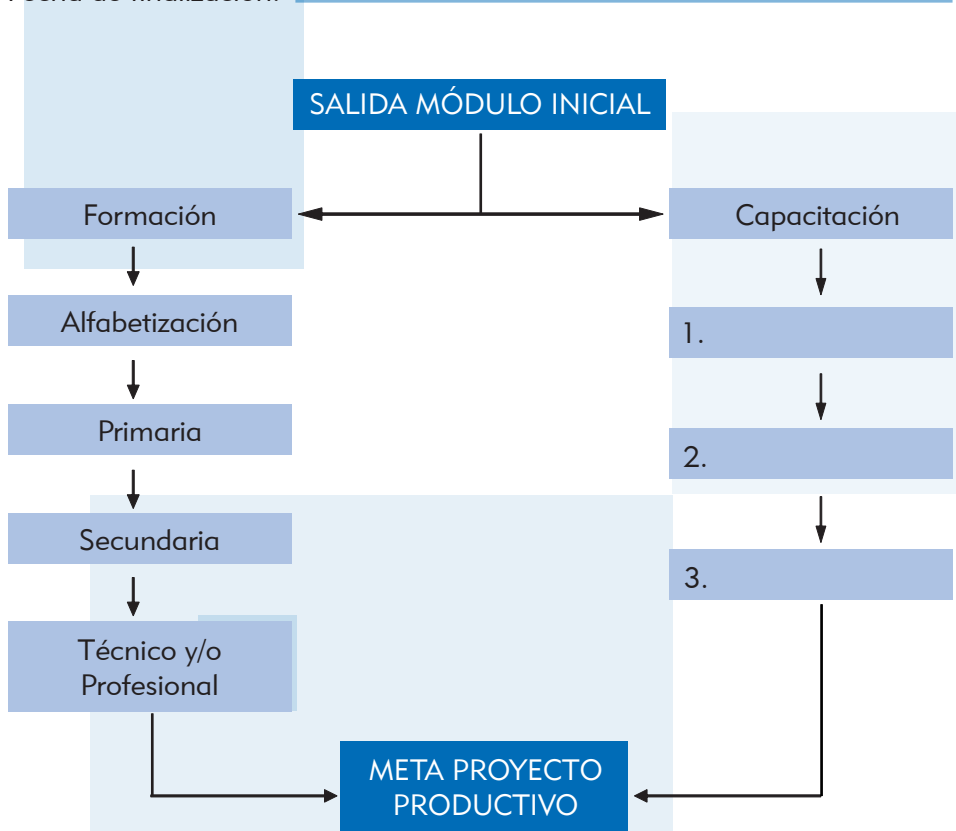 SALIDA MÓDULO INICIAL
Formación
Capacitación
Alfabetización
1.
Primaria
2.
Secundaria
3.
Técnico y/o
Profesional
META PROYECTO
PRODUCTIVO